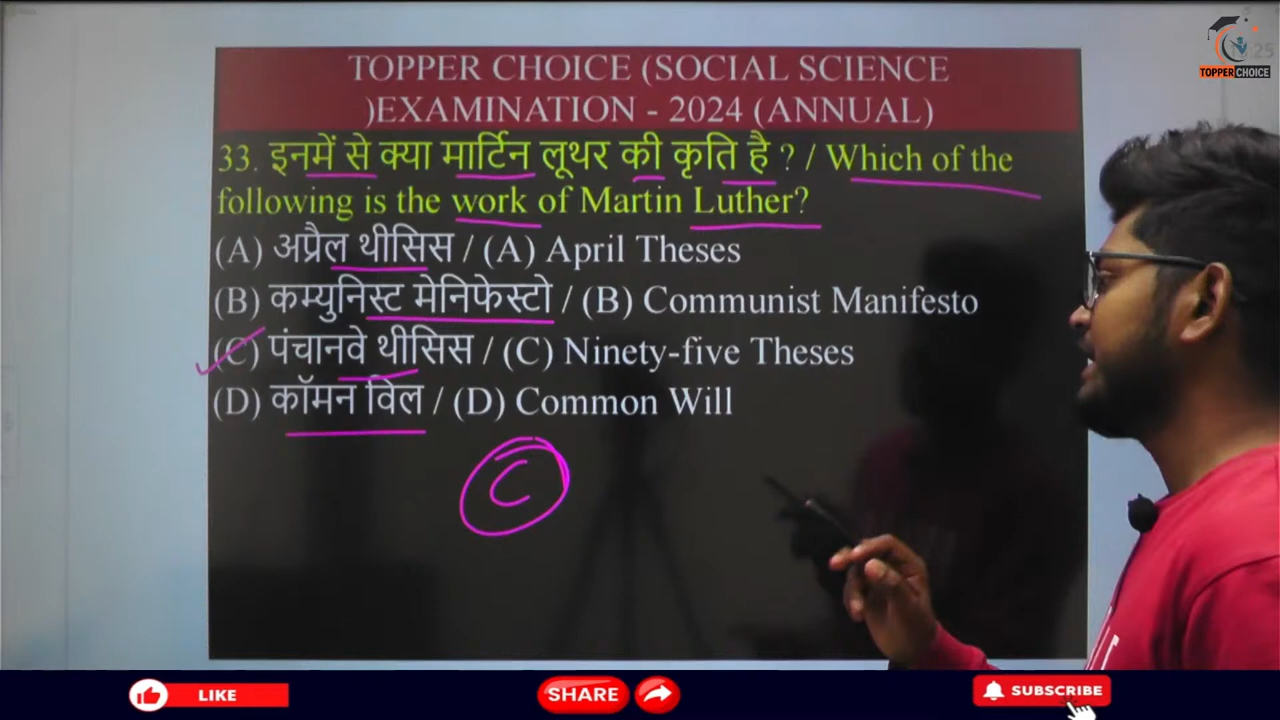 TOPPER CHOICE
TOPPER CHOICE (SOCIAL SCIENCE
)EXAMINATION - 2024 (ANNUAL)
33. इनमें से क्या मार्टिन लूथर की कृति है ? / Which of the
following is the work of Martin Luther?
(A) अप्रैल थीसिस / (A) April Theses
(B) कम्युनिस्ट मेनिफेस्टो / (B) Communist Manifesto
(C) पंचानवे थीसिस / (C) Ninety-five Theses
(D) कॉमन विल / (D) Common Will
C
LIKE
SHARE
SUBSCRIBE